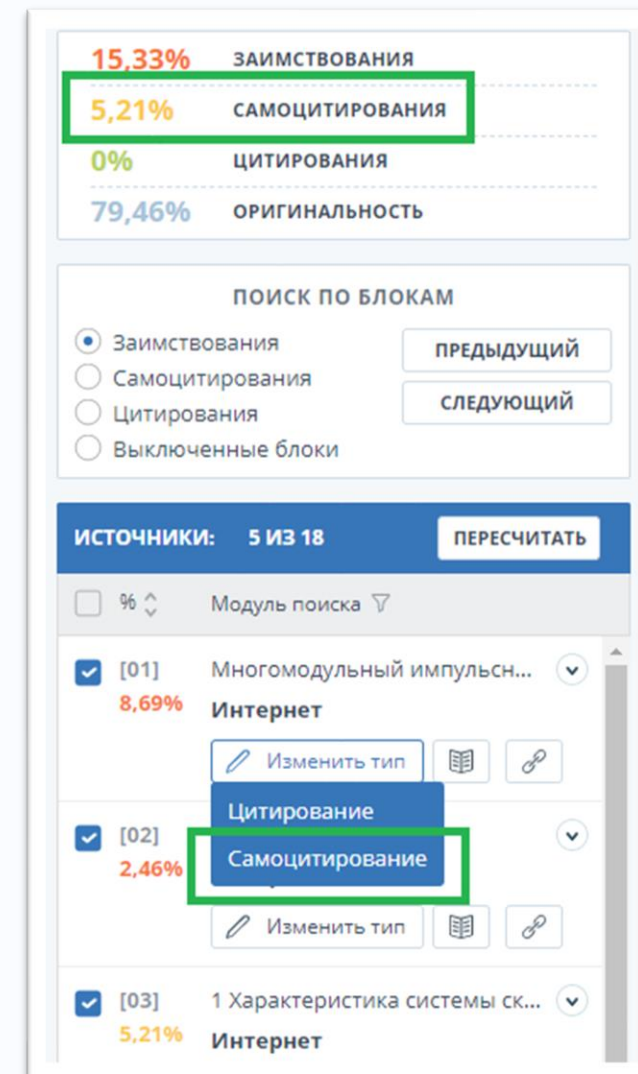 15,33% ЗАИМСТВОВАНИЯ
5,21% САМОЦИТИРОВАНИЯ
0% ЦИТИРОВАНИЯ
79,46% ОРИГИНАЛЬНОСТЬ
ПОИСК ПО БЛОКАМ
Заимствования
Самоцитирования
Цитирования
Выключенные блоки
ПРЕДЫДУЩИЙ
СЛЕДУЮЩИЙ
ИСТОЧНИКИ: 5 ИЗ 18 ПЕРЕСЧИТАТЬ
% Модуль поиска
[01] Многомодульный импульсн...
8,69% Интернет
Изменить тип
Цитирование
Самоцитирование
[02]
2,46%
Изменить тип
[03] 1 Характеристика системы ск...
5,21% Интернет